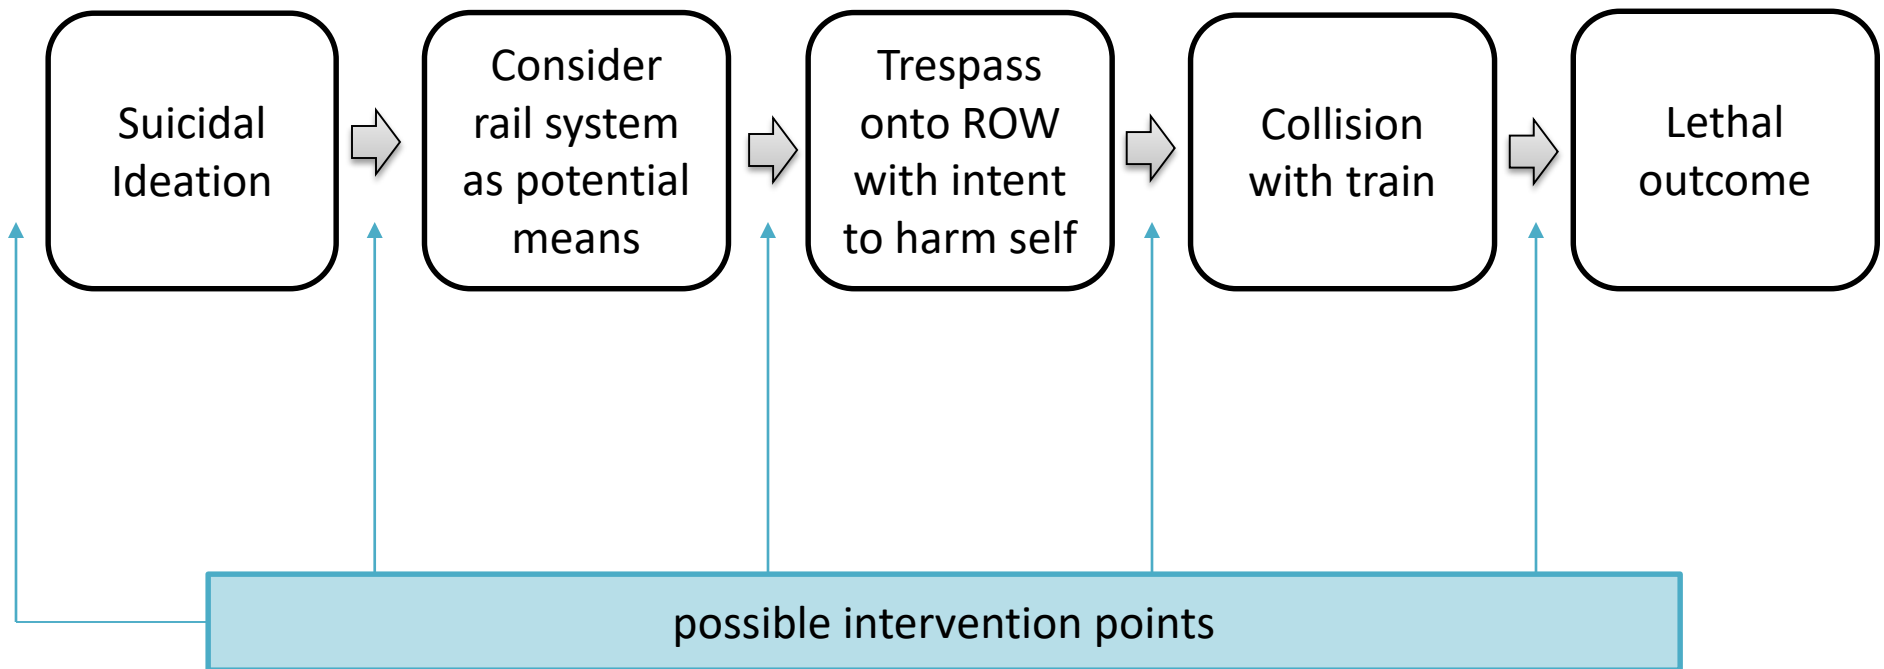 Suicidal
Ideation
Consider
rail system
as potential
means
Trespass
onto ROW
with intent
to harm self
Collision
with train
Lethal
outcome
possible intervention points